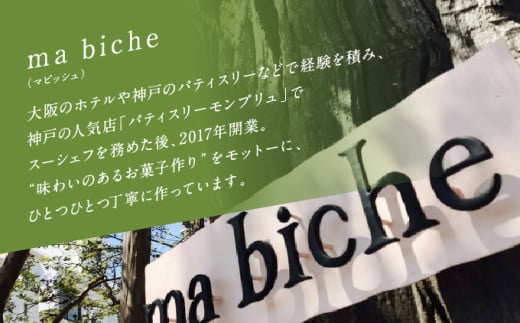 ma biche
（マビッシュ）
大阪のホテルや神戸のパティスリーなどで経験を積み、
神戸の人気店「パティスリーモンプリュ」で
スーシェフを務めた後、2017年開業。
“味わいのあるお菓子作り”をモットーに、
ひとつひとつ丁寧に作っています。
ma biche